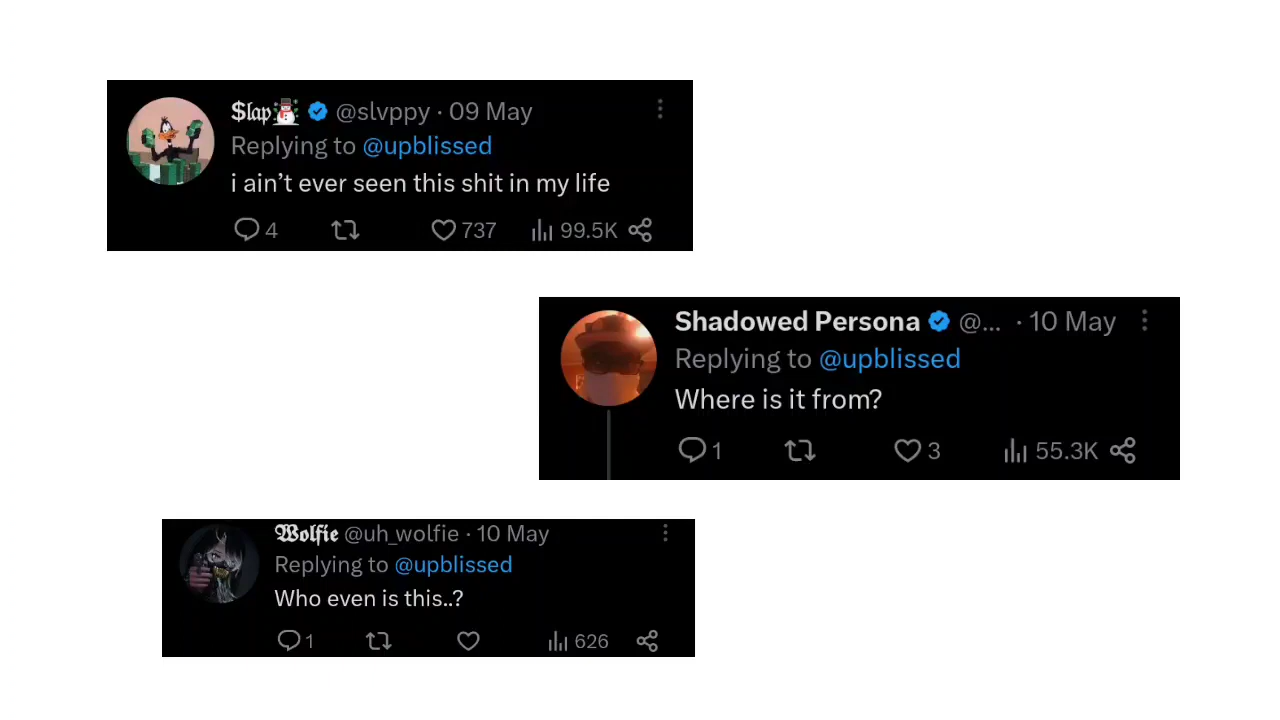 $𝔩𝔞𝔭⛄ @slvppy · 09 May
Replying to @upblissed
i ain’t ever seen this shit in my life
4 737 99.5K
Shadowed Persona @... · 10 May
Replying to @upblissed
Where is it from?
1 3 55.3K
𝖂𝖔𝖑𝖋𝖎𝖊 @uh_wolfie · 10 May
Replying to @upblissed
Who even is this..?
1 626